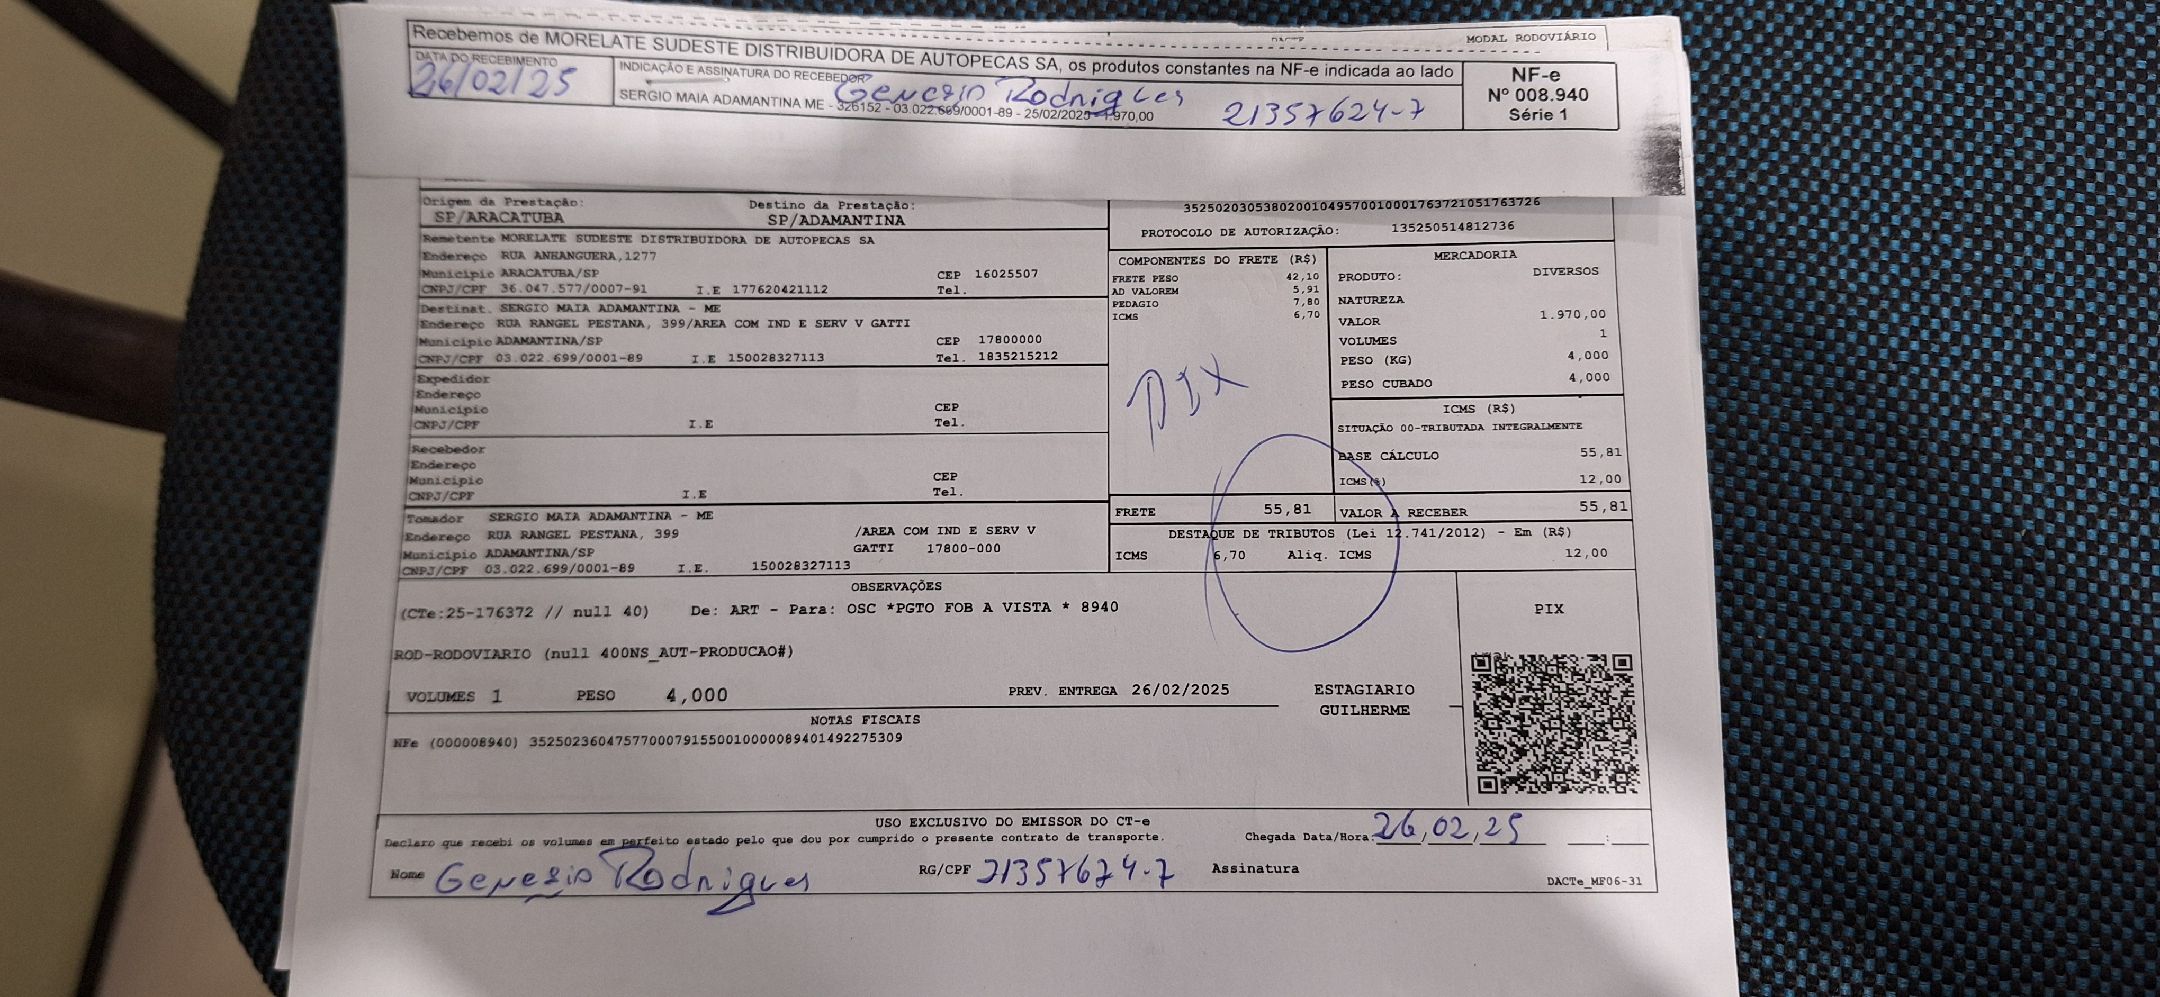 MODAL RODOVIÁRIO
Recebemos de MORELATE SUDESTE DISTRIBUIDORA DE AUTOPECAS SA, os produtos constantes na NF-e indicada ao lado
DATA DO RECEBIMENTO
26/02/25
INDICAÇÃO E ASSINATURA DO RECEBEDOR
Genesio Rodrigues
SERGIO MAIA ADAMANTINA ME - 326152 - 03.022.699/0001-89 - 25/02/2025 - 1.970,00
21357624-7
NF-e
Nº 008.940
Série 1
Origem da Prestação:
SP/ARACATUBA
Destino da Prestação:
SP/ADAMANTINA
35250203053802001049570010001763721051763726
PROTOCOLO DE AUTORIZAÇÃO: 135250514812736
Remetente MORELATE SUDESTE DISTRIBUIDORA DE AUTOPECAS SA
Endereço RUA ANHANGUERA,1277
Município ARACATUBA/SP CEP 16025507
CNPJ/CPF 36.047.577/0007-91 I.E 177620421112 Tel.
Destinat. SERGIO MAIA ADAMANTINA - ME
Endereço RUA RANGEL PESTANA, 399/AREA COM IND E SERV V GATTI
Município ADAMANTINA/SP CEP 17800000
CNPJ/CPF 03.022.699/0001-89 I.E 150028327113 Tel. 1835215212
Expedidor
Endereço
Município CEP
CNPJ/CPF I.E Tel.
Recebedor
Endereço
Município CEP
CNPJ/CPF I.E Tel.
Tomador SERGIO MAIA ADAMANTINA - ME
Endereço RUA RANGEL PESTANA, 399 /AREA COM IND E SERV V
Município ADAMANTINA/SP GATTI 17800-000
CNPJ/CPF 03.022.699/0001-89 I.E. 150028327113
COMPONENTES DO FRETE (R$)
FRETE PESO 42,10
AD VALOREM 5,91
PEDAGIO 7,80
ICMS 6,70
PIX
FRETE 55,81
MERCADORIA
PRODUTO: DIVERSOS
NATUREZA
VALOR 1.970,00
VOLUMES 1
PESO (KG) 4,000
PESO CUBADO 4,000
ICMS (R$)
SITUAÇÃO 00-TRIBUTADA INTEGRALMENTE
BASE CÁLCULO 55,81
ICMS(%) 12,00
VALOR A RECEBER 55,81
DESTAQUE DE TRIBUTOS (Lei 12.741/2012) - Em (R$)
ICMS 6,70 Aliq. ICMS 12,00
OBSERVAÇÕES
(CTe:25-176372 // null 40) De: ART - Para: OSC *PGTO FOB A VISTA * 8940
ROD-RODOVIARIO (null 400NS_AUT-PRODUCAO#)
VOLUMES 1 PESO 4,000 PREV. ENTREGA 26/02/2025
ESTAGIARIO
GUILHERME
PIX
NOTAS FISCAIS
NFe (000008940) 35250236047577000791550010000089401492275309
USO EXCLUSIVO DO EMISSOR DO CT-e
Declaro que recebi os volumes em perfeito estado pelo que dou por cumprido o presente contrato de transporte. Chegada Data/Hora: 26,02,25 :
Nome Genesio Rodrigues RG/CPF 21357624-7 Assinatura
DACTe_MF06-31